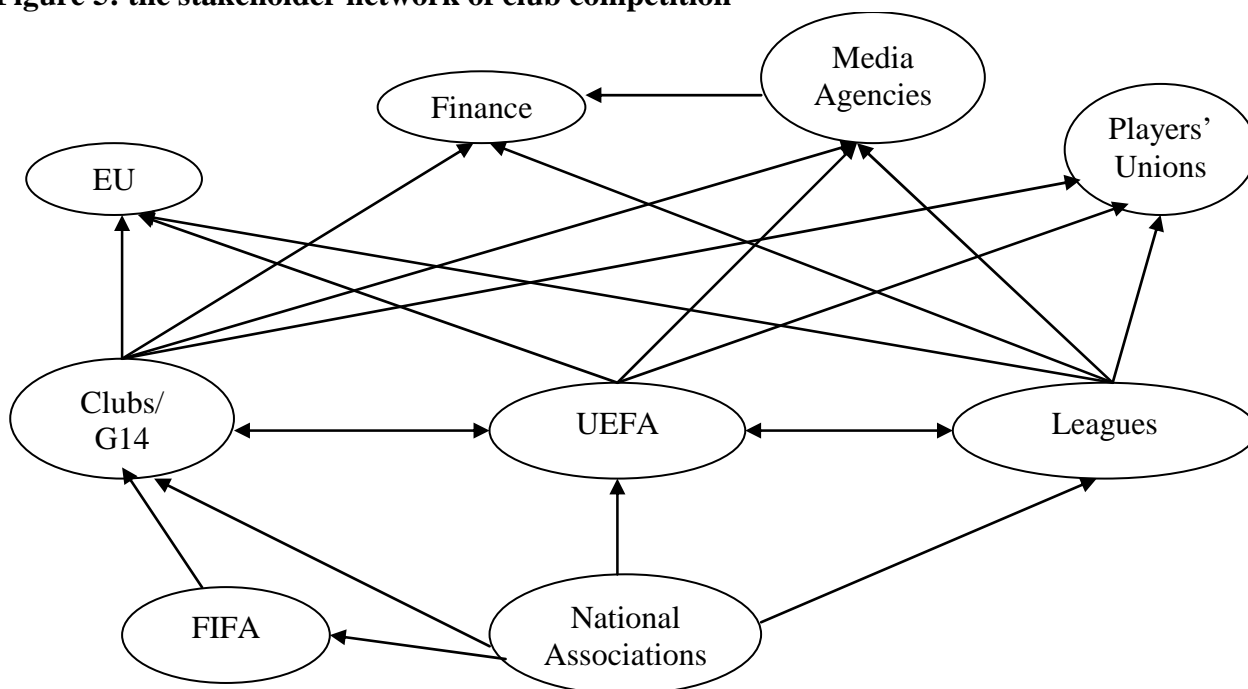 Figure 5: the stakeholder network of club competition
Media
Agencies
Finance
Players’
Unions
EU
Clubs/
G14
UEFA
Leagues
FIFA
National
Associations